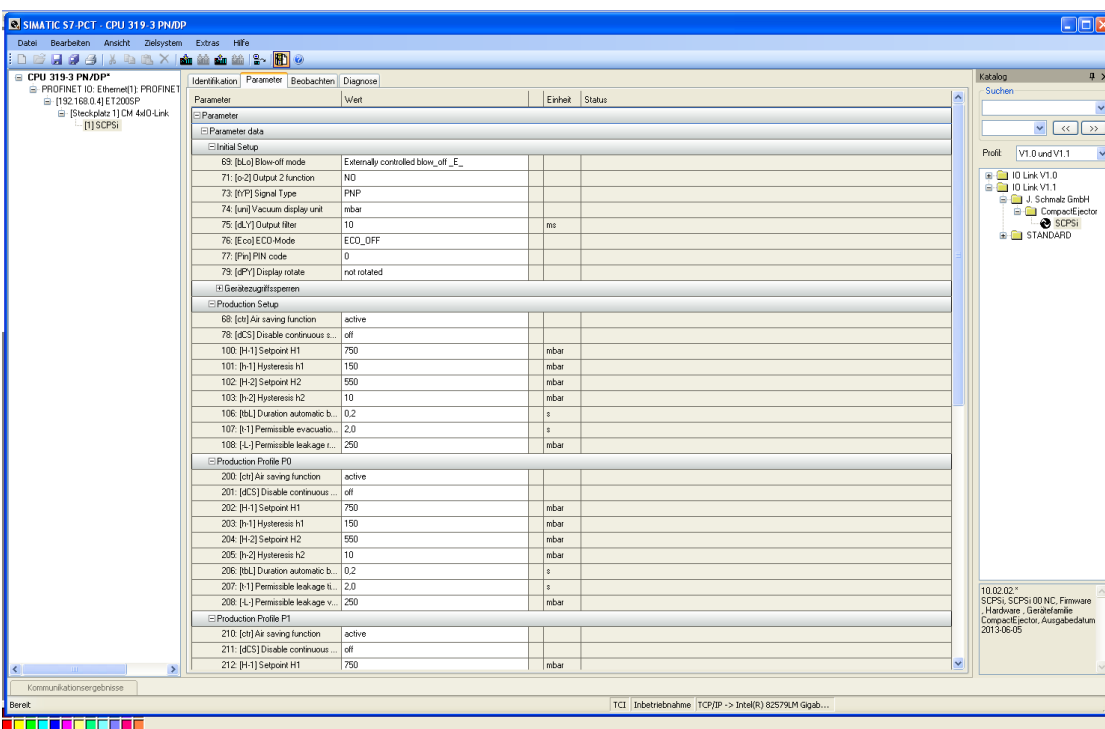 SIMATIC S7-PCT - CPU 319-3 PN/DP
Datei Bearbeiten Ansicht Zielsystem Extras Hilfe
CPU 319-3 PN/DP*
PROFINET IO: Ethernet(1): PROFINET
[192.168.0.4] ET200SP
[Steckplatz 1] CM 4xIO-Link
[1] SCPSi
Identifikation Parameter Beobachten Diagnose
Parameter Wert Einheit Status
Parameter
Parameter data
Initial Setup
69: [bLo] Blow-off mode Externally controlled blow_off _E_
71: [o-2] Output 2 function NO
73: [tYP] Signal Type PNP
74: [uni] Vacuum display unit mbar
75: [dLY] Output filter 10 ms
76: [Eco] ECO-Mode ECO_OFF
77: [Pin] PIN code 0
79: [dPY] Display rotate not rotated
Gerätezugriffssperren
Production Setup
68: [ctr] Air saving function active
78: [dCS] Disable continuous s... off
100: [H-1] Setpoint H1 750 mbar
101: [h-1] Hysteresis h1 150 mbar
102: [H-2] Setpoint H2 550 mbar
103: [h-2] Hysteresis h2 10 mbar
106: [tbL] Duration automatic b... 0,2 s
107: [t-1] Permissible evacuatio... 2,0 s
108: [-L-] Permissible leakage r... 250 mbar
Production Profile P0
200: [ctr] Air saving function active
201: [dCS] Disable continuous ... off
202: [H-1] Setpoint H1 750 mbar
203: [h-1] Hysteresis h1 150 mbar
204: [H-2] Setpoint H2 550 mbar
205: [h-2] Hysteresis h2 10 mbar
206: [tbL] Duration automatic b... 0,2 s
207: [t-1] Permissible leakage ti... 2,0 s
208: [-L-] Permissible leakage v... 250 mbar
Production Profile P1
210: [ctr] Air saving function active
211: [dCS] Disable continuous ... off
212: [H-1] Setpoint H1 750 mbar
Katalog
Suchen
<< >>
Profil: V1.0 und V1.1
IO Link V1.0
IO Link V1.1
J. Schmalz GmbH
CompactEjector
SCPSi
STANDARD
10.02.02.*
SCPSi, SCPSi 00 NC, Firmware
, Hardware , Gerätefamilie
CompactEjector, Ausgabedatum
2013-06-05
Kommunikationsergebnisse
Bereit TCI Inbetriebnahme TCP/IP -> Intel(R) 82579LM Gigab...